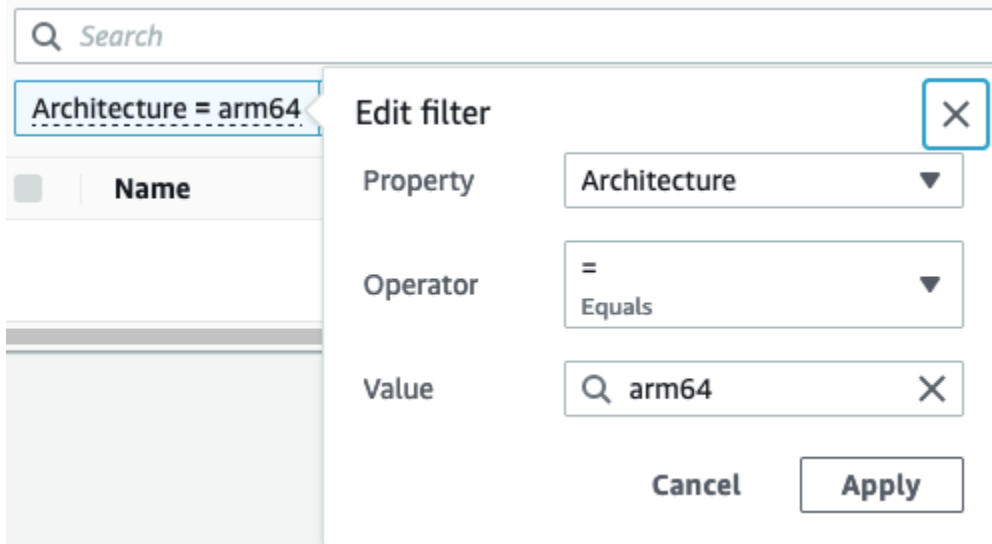 Search
Architecture = arm64
Edit filter
Name
Property
Architecture
Operator
=
Equals
Value
arm64
Cancel
Apply